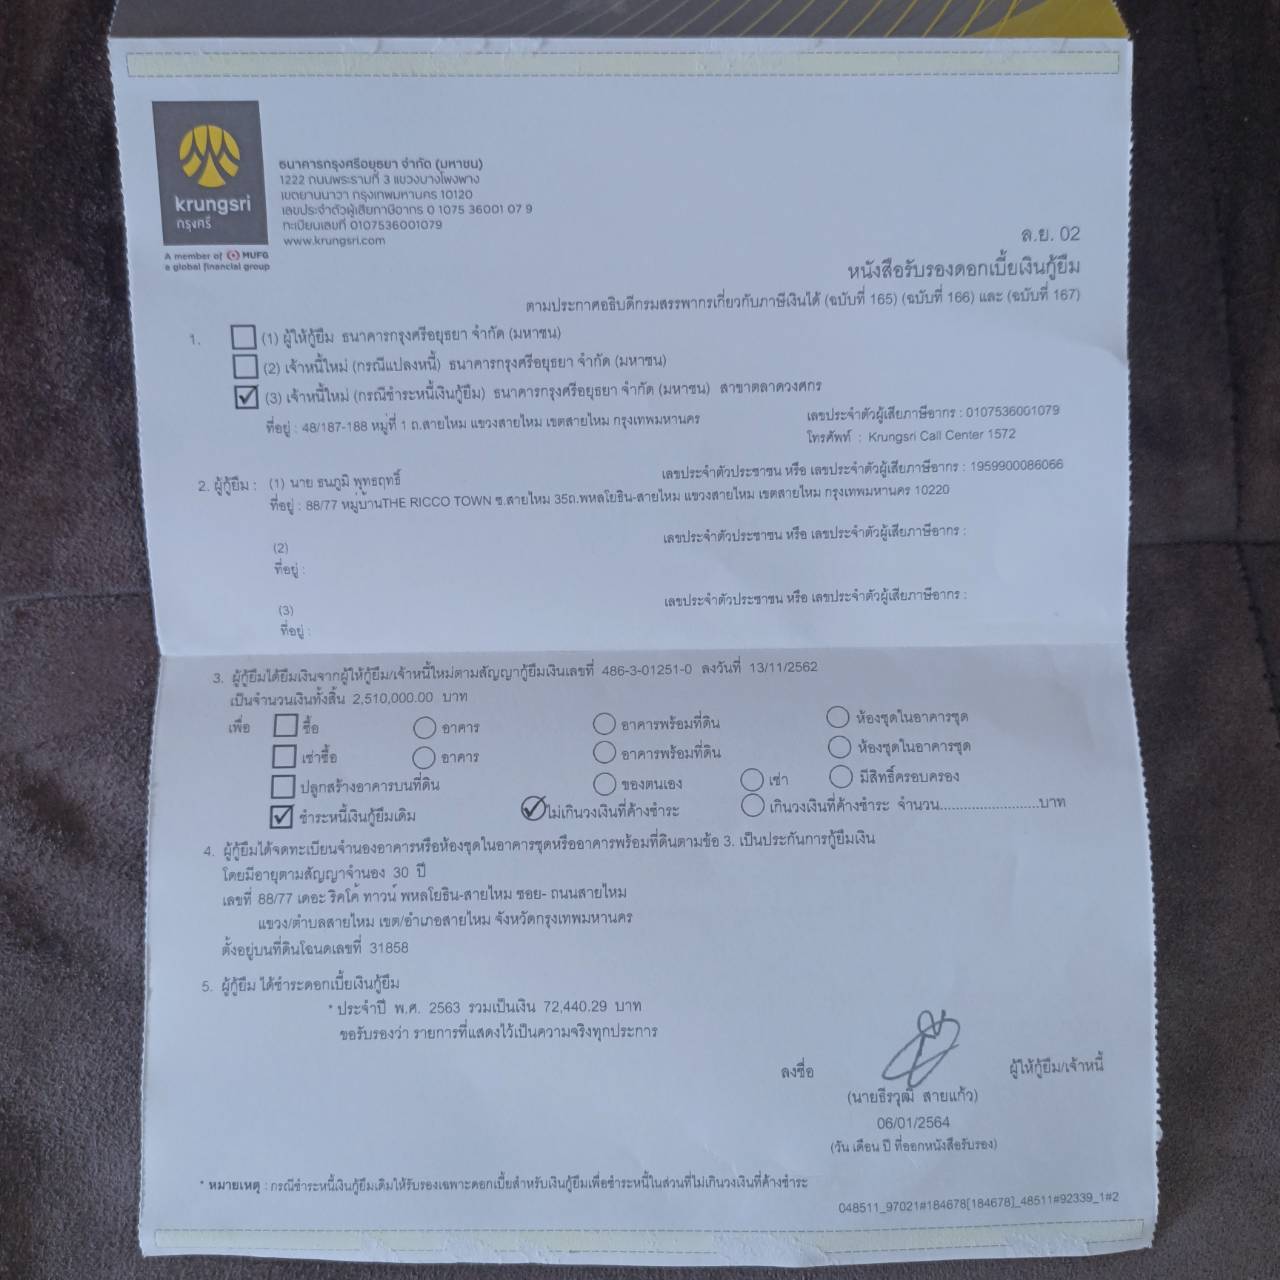 krungsri
กรุงศรี
A member of MUFG
a global financial group
ธนาคารกรุงศรีอยุธยา จำกัด (มหาชน)
1222 ถนนพระรามที่ 3 แขวงบางโพงพาง
เขตยานนาวา กรุงเทพมหานคร 10120
เลขประจำตัวผู้เสียภาษีอากร 0 1075 36001 07 9
ทะเบียนเลขที่ 0107536001079
www.krungsri.com
ล.ย. 02
หนังสือรับรองดอกเบี้ยเงินกู้ยืม
ตามประกาศอธิบดีกรมสรรพากรเกี่ยวกับภาษีเงินได้ (ฉบับที่ 165) (ฉบับที่ 166) และ (ฉบับที่ 167)
1. (1) ผู้ให้กู้ยืม ธนาคารกรุงศรีอยุธยา จำกัด (มหาชน)
(2) เจ้าหนี้ใหม่ (กรณีแปลงหนี้) ธนาคารกรุงศรีอยุธยา จำกัด (มหาชน)
(3) เจ้าหนี้ใหม่ (กรณีชำระหนี้เงินกู้ยืม) ธนาคารกรุงศรีอยุธยา จำกัด (มหาชน) สาขาตลาดวงศกร
ที่อยู่ : 48/187-188 หมู่ที่ 1 ถ.สายไหม แขวงสายไหม เขตสายไหม กรุงเทพมหานคร เลขประจำตัวผู้เสียภาษีอากร : 0107536001079
โทรศัพท์ : Krungsri Call Center 1572
2. ผู้กู้ยืม : (1) นาย ธนภูมิ พุทธฤทธิ์ เลขประจำตัวประชาชน หรือ เลขประจำตัวผู้เสียภาษีอากร : 1959900086066
ที่อยู่ : 88/77 หมู่บ้านTHE RICCO TOWN ซ.สายไหม 35ถ.พหลโยธิน-สายไหม แขวงสายไหม เขตสายไหม กรุงเทพมหานคร 10220
(2) เลขประจำตัวประชาชน หรือ เลขประจำตัวผู้เสียภาษีอากร :
ที่อยู่ :
(3) เลขประจำตัวประชาชน หรือ เลขประจำตัวผู้เสียภาษีอากร :
ที่อยู่ :
3. ผู้กู้ยืมได้ยืมเงินจากผู้ให้กู้ยืม/เจ้าหนี้ใหม่ตามสัญญากู้ยืมเงินเลขที่ 486-3-01251-0 ลงวันที่ 13/11/2562
เป็นจำนวนเงินทั้งสิ้น 2,510,000.00 บาท
เพื่อ ซื้อ อาคาร อาคารพร้อมที่ดิน ห้องชุดในอาคารชุด
เช่าซื้อ อาคาร อาคารพร้อมที่ดิน ห้องชุดในอาคารชุด
ปลูกสร้างอาคารบนที่ดิน ของตนเอง เช่า มีสิทธิ์ครอบครอง
ชำระหนี้เงินกู้ยืมเดิม ไม่เกินวงเงินที่ค้างชำระ เกินวงเงินที่ค้างชำระ จำนวน..........................บาท
4. ผู้กู้ยืมได้จดทะเบียนจำนองอาคารหรือห้องชุดในอาคารชุดหรืออาคารพร้อมที่ดินตามข้อ 3. เป็นประกันการกู้ยืมเงิน
โดยมีอายุตามสัญญาจำนอง 30 ปี
เลขที่ 88/77 เดอะ ริคโค้ ทาวน์ พหลโยธิน-สายไหม ซอย- ถนนสายไหม
แขวง/ตำบลสายไหม เขต/อำเภอสายไหม จังหวัดกรุงเทพมหานคร
ตั้งอยู่บนที่ดินโฉนดเลขที่ 31858
5. ผู้กู้ยืม ได้ชำระดอกเบี้ยเงินกู้ยืม
* ประจำปี พ.ศ. 2563 รวมเป็นเงิน 72,440.29 บาท
ขอรับรองว่า รายการที่แสดงไว้เป็นความจริงทุกประการ
ลงชื่อ ผู้ให้กู้ยืม/เจ้าหนี้
(นายธีรวุฒิ สายแก้ว)
06/01/2564
(วัน เดือน ปี ที่ออกหนังสือรับรอง)
* หมายเหตุ : กรณีชำระหนี้เงินกู้ยืมเดิมให้รับรองเฉพาะดอกเบี้ยสำหรับเงินกู้ยืมเพื่อชำระหนี้ในส่วนที่ไม่เกินวงเงินที่ค้างชำระ
048511_97021#184678[184678]_48511#92339_1#2